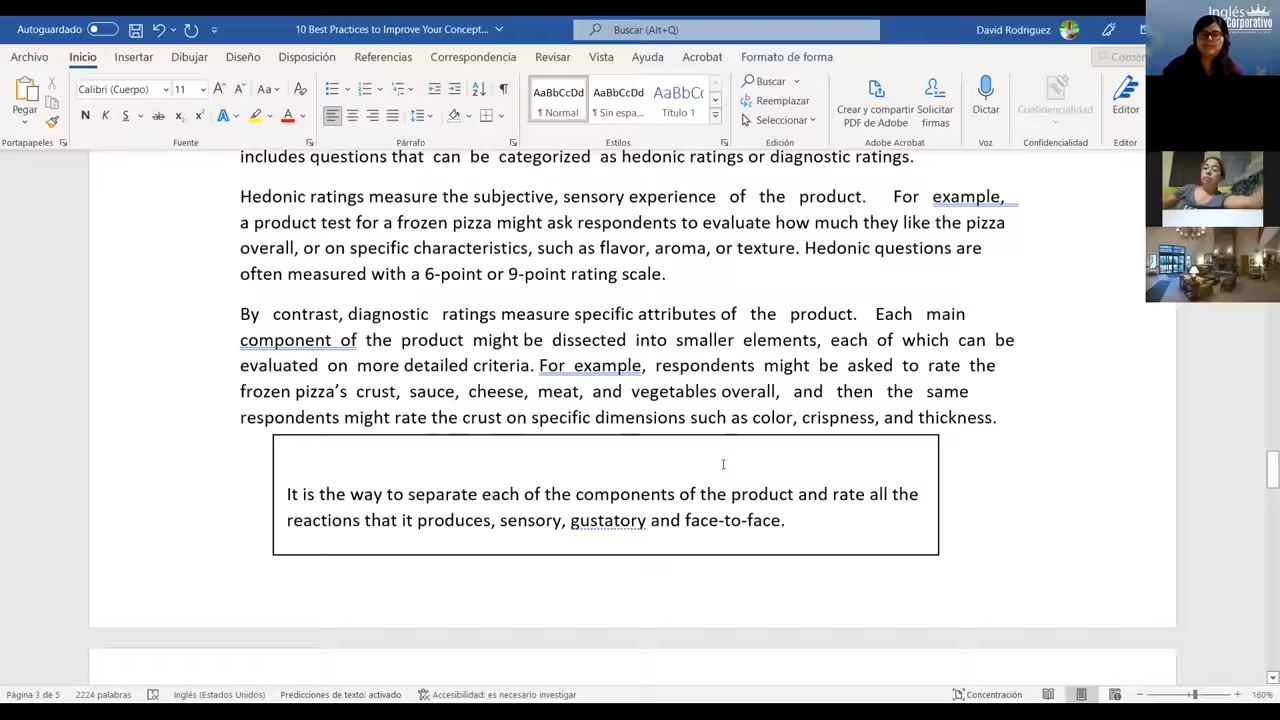 Autoguardado
10 Best Practices to Improve Your Concept...
Buscar (Alt+Q)
David Rodriguez
Inglés
Corporativo
Archivo
Inicio
Insertar
Dibujar
Diseño
Disposición
Referencias
Correspondencia
Revisar
Vista
Ayuda
Acrobat
Formato de forma
Comen
Pegar
Calibri (Cuerpo)
11
Aa
N K S ab x₂ x²
AaBbCcDd
¶ Normal
AaBbCcDd
¶ Sin espa...
AaBbCc
Título 1
Buscar
Reemplazar
Seleccionar
Crear y compartir
PDF de Adobe
Solicitar
firmas
Dictar
Confidencialidad
Editor
Portapapeles
Fuente
Párrafo
Estilos
Edición
Adobe Acrobat
Voz
Confidencialidad
Editor
includes questions that can be categorized as hedonic ratings or diagnostic ratings.
Hedonic ratings measure the subjective, sensory experience of the product. For example,
a product test for a frozen pizza might ask respondents to evaluate how much they like the pizza
overall, or on specific characteristics, such as flavor, aroma, or texture. Hedonic questions are
often measured with a 6-point or 9-point rating scale.
By contrast, diagnostic ratings measure specific attributes of the product. Each main
component of the product might be dissected into smaller elements, each of which can be
evaluated on more detailed criteria. For example, respondents might be asked to rate the
frozen pizza’s crust, sauce, cheese, meat, and vegetables overall, and then the same
respondents might rate the crust on specific dimensions such as color, crispness, and thickness.
It is the way to separate each of the components of the product and rate all the
reactions that it produces, sensory, gustatory and face-to-face.
Página 3 de 5
2224 palabras
Inglés (Estados Unidos)
Predicciones de texto: activado
Accesibilidad: es necesario investigar
Concentración
160%